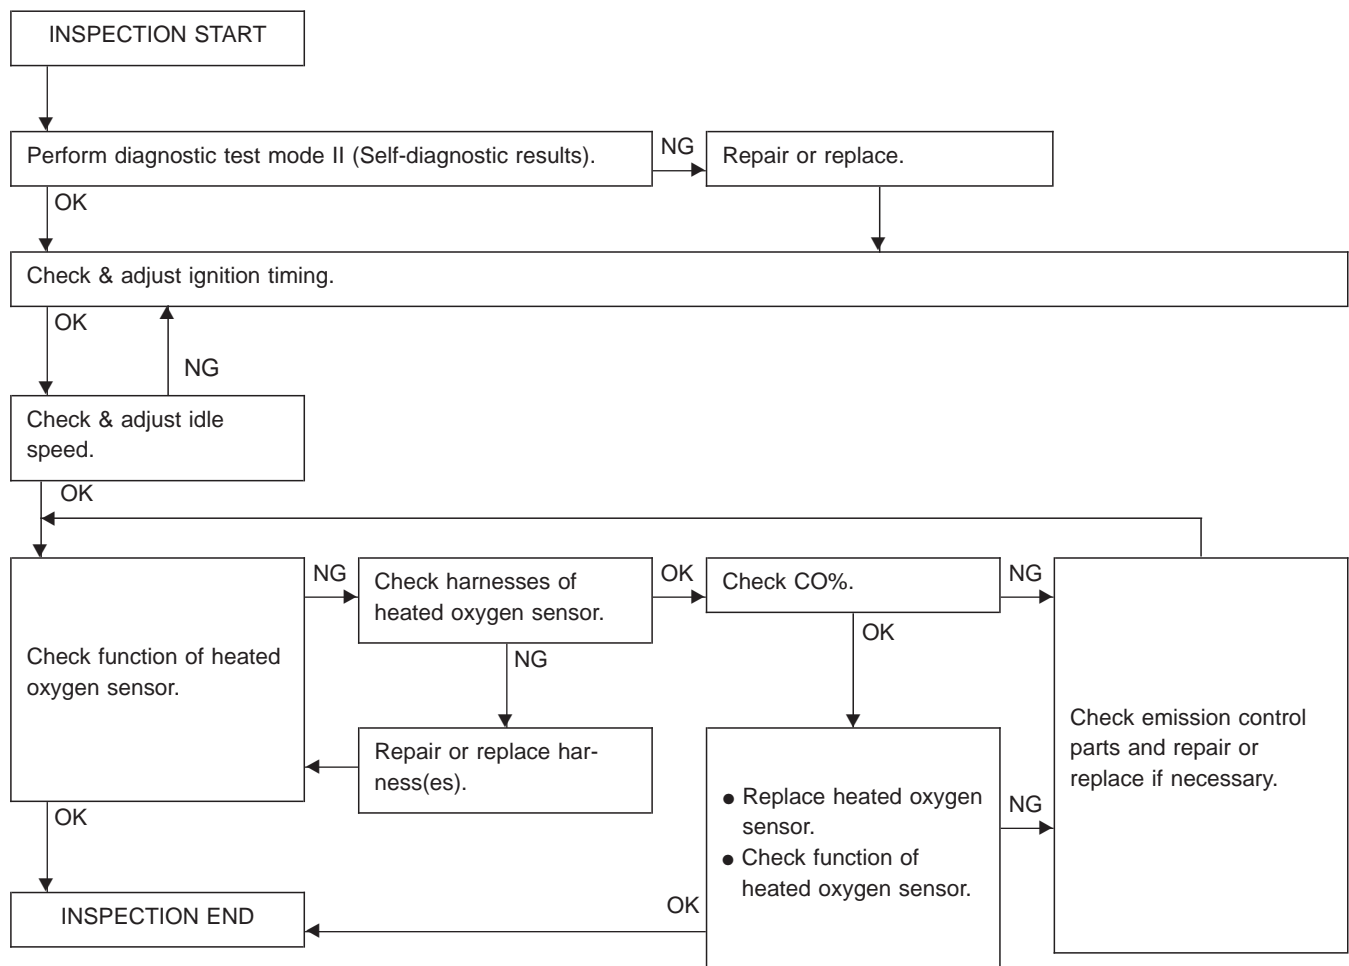 INSPECTION START
Perform diagnostic test mode II (Self-diagnostic results).
NG
Repair or replace.
OK
Check & adjust ignition timing.
OK
NG
Check & adjust idle
speed.
OK
Check function of heated
oxygen sensor.
NG
Check harnesses of
heated oxygen sensor.
OK
Check CO%.
NG
OK
NG
Repair or replace har-
ness(es).
● Replace heated oxygen
sensor.
● Check function of
heated oxygen sensor.
NG
Check emission control
parts and repair or
replace if necessary.
OK
OK
INSPECTION END